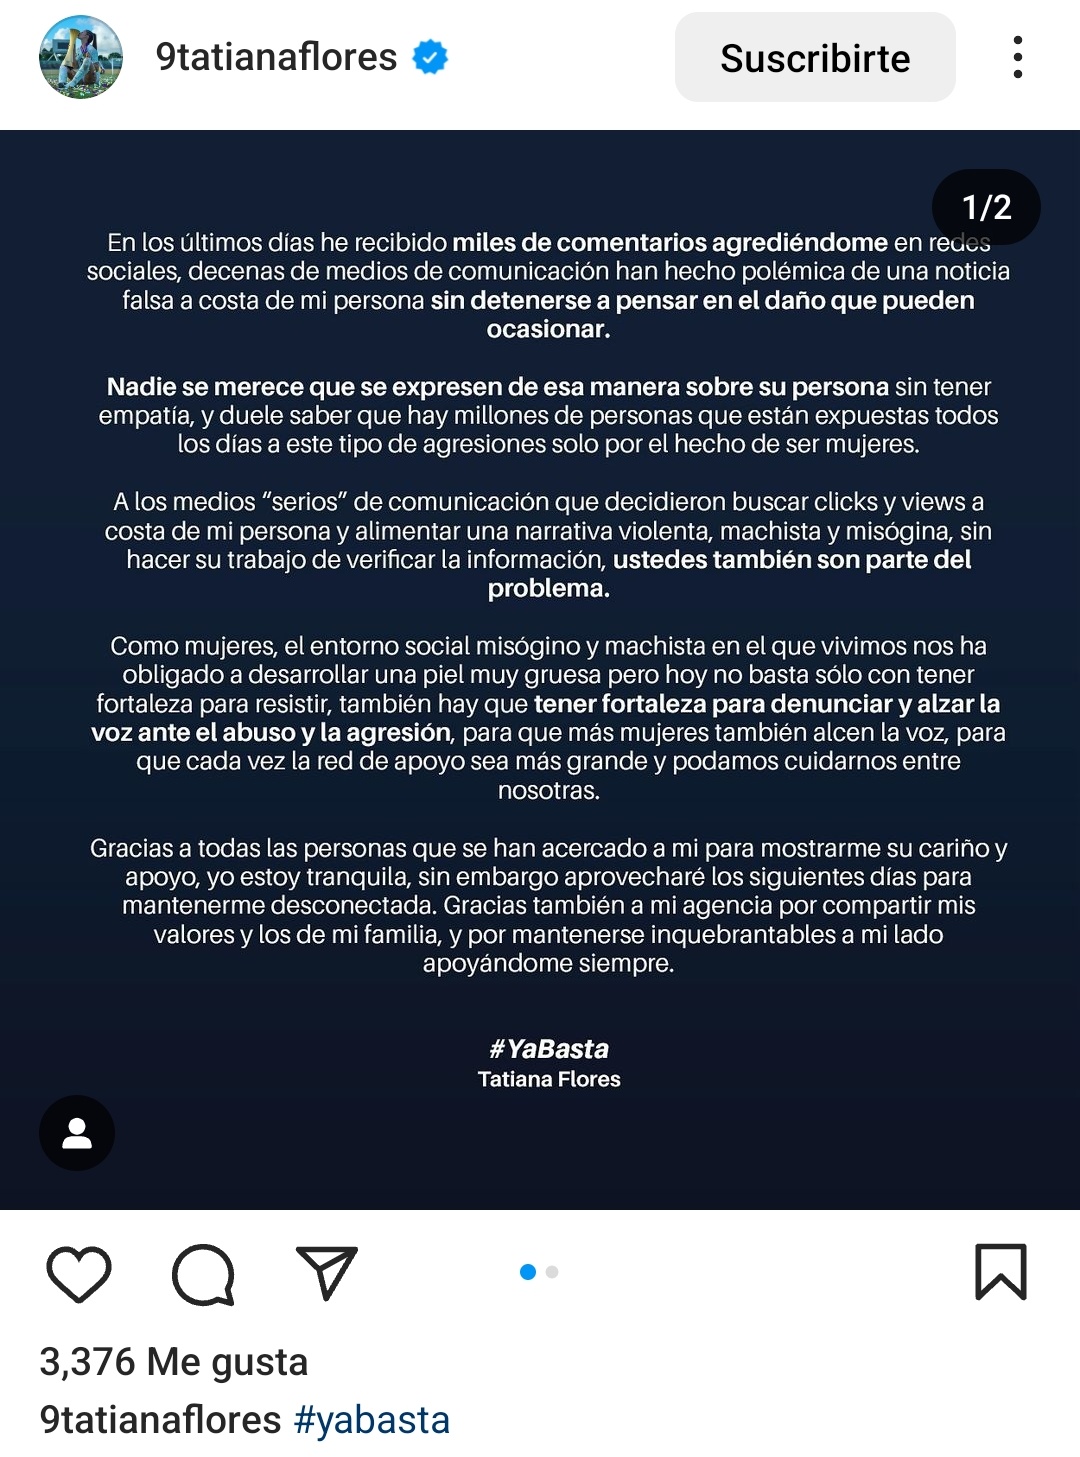 9tatianaflores
Suscribirte
1/2
En los últimos días he recibido miles de comentarios agrediéndome en redes
sociales, decenas de medios de comunicación han hecho polémica de una noticia
falsa a costa de mi persona sin detenerse a pensar en el daño que pueden
ocasionar.
Nadie se merece que se expresen de esa manera sobre su persona sin tener
empatía, y duele saber que hay millones de personas que están expuestas todos
los días a este tipo de agresiones solo por el hecho de ser mujeres.
A los medios “serios” de comunicación que decidieron buscar clicks y views a
costa de mi persona y alimentar una narrativa violenta, machista y misógina, sin
hacer su trabajo de verificar la información, ustedes también son parte del
problema.
Como mujeres, el entorno social misógino y machista en el que vivimos nos ha
obligado a desarrollar una piel muy gruesa pero hoy no basta sólo con tener
fortaleza para resistir, también hay que tener fortaleza para denunciar y alzar la
voz ante el abuso y la agresión, para que más mujeres también alcen la voz, para
que cada vez la red de apoyo sea más grande y podamos cuidarnos entre
nosotras.
Gracias a todas las personas que se han acercado a mi para mostrarme su cariño y
apoyo, yo estoy tranquila, sin embargo aprovecharé los siguientes días para
mantenerme desconectada. Gracias también a mi agencia por compartir mis
valores y los de mi familia, y por mantenerse inquebrantables a mi lado
apoyándome siempre.
#YaBasta
Tatiana Flores
3,376 Me gusta
9tatianaflores #yabasta